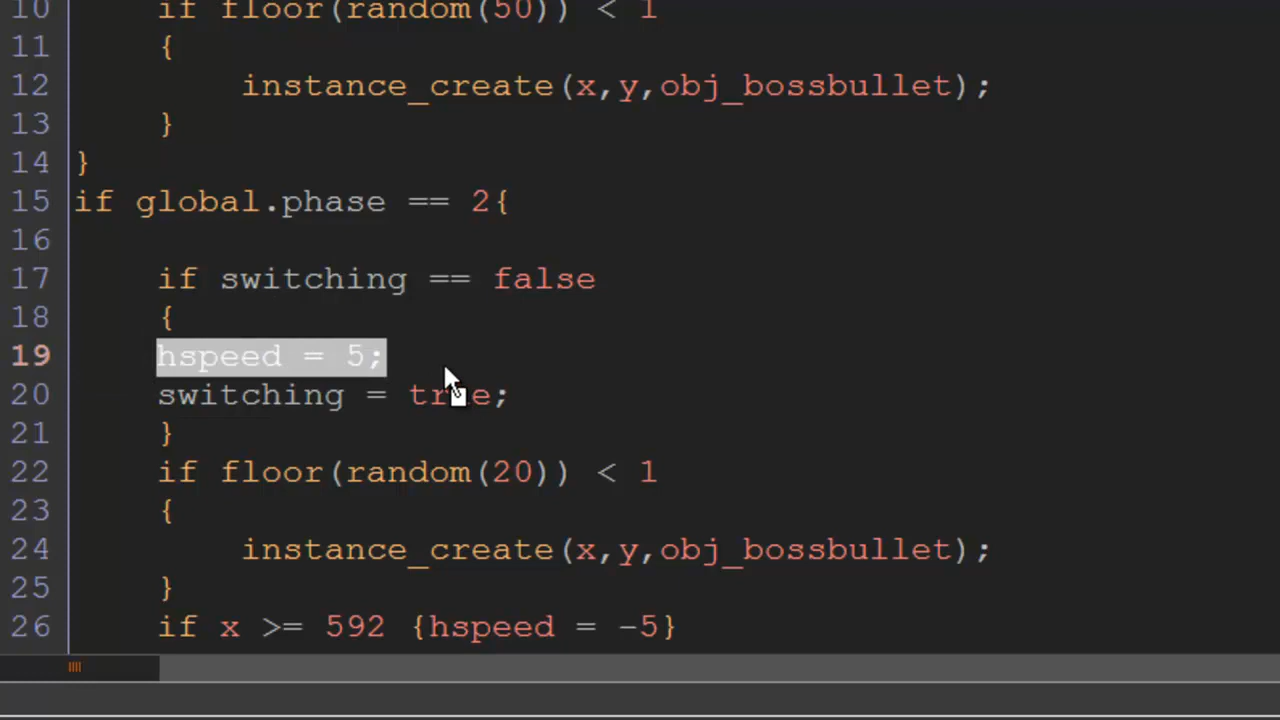 10 if floor(random(50)) < 1
11 {
12 instance_create(x,y,obj_bossbullet);
13 }
14 }
15 if global.phase == 2{
16
17 if switching == false
18 {
19 hspeed = 5;
20 switching = true;
21 }
22 if floor(random(20)) < 1
23 {
24 instance_create(x,y,obj_bossbullet);
25 }
26 if x >= 592 {hspeed = -5}